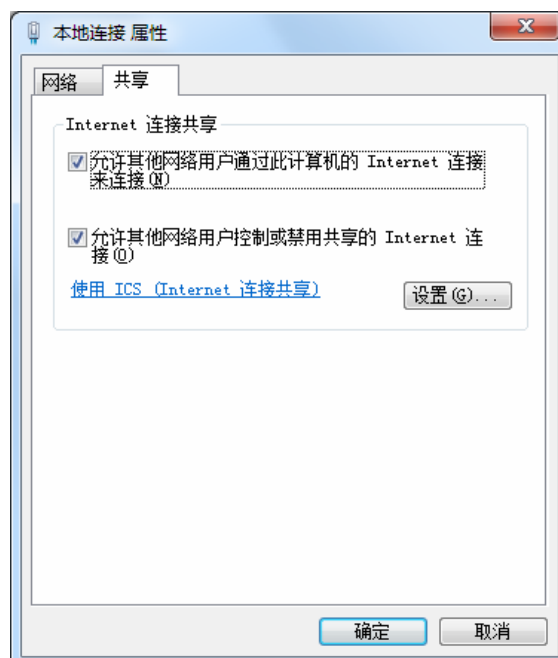 本地连接 属性
网络 共享
Internet 连接共享
允许其他网络用户通过此计算机的 Internet 连接
来连接(N)
允许其他网络用户控制或禁用共享的 Internet 连
接(O)
使用 ICS (Internet 连接共享)
设置(G)...
确定 取消